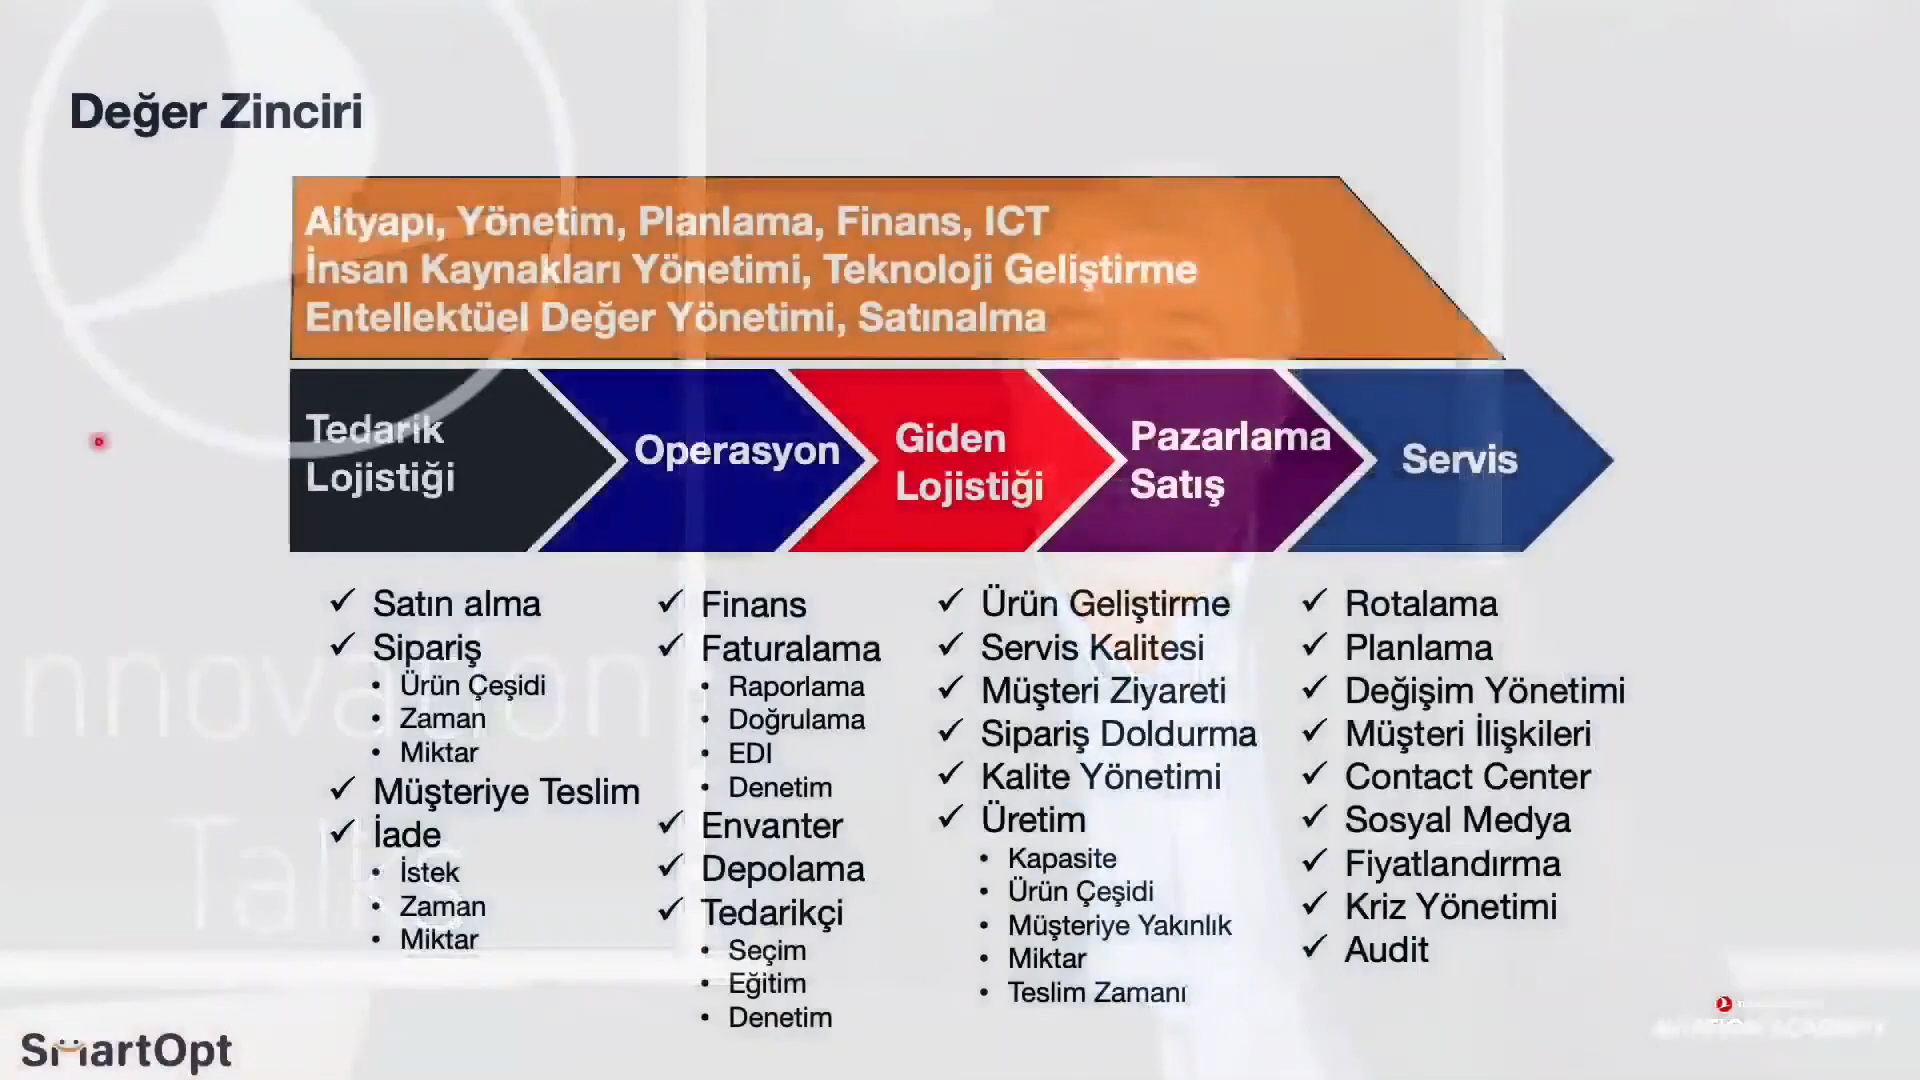 Değer Zinciri
Altyapı, Yönetim, Planlama, Finans, ICT
İnsan Kaynakları Yönetimi, Teknoloji Geliştirme
Entellektüel Değer Yönetimi, Satınalma
Tedarik
Lojistiği
Operasyon
Giden
Lojistiği
Pazarlama
Satış
Servis
✓ Satın alma
✓ Sipariş
• Ürün Çeşidi
• Zaman
• Miktar
✓ Müşteriye Teslim
✓ İade
• İstek
• Zaman
• Miktar
✓ Finans
✓ Faturalama
• Raporlama
• Doğrulama
• EDI
• Denetim
✓ Envanter
✓ Depolama
✓ Tedarikçi
• Seçim
• Eğitim
• Denetim
✓ Ürün Geliştirme
✓ Servis Kalitesi
✓ Müşteri Ziyareti
✓ Sipariş Doldurma
✓ Kalite Yönetimi
✓ Üretim
• Kapasite
• Ürün Çeşidi
• Müşteriye Yakınlık
• Miktar
• Teslim Zamanı
✓ Rotalama
✓ Planlama
✓ Değişim Yönetimi
✓ Müşteri İlişkileri
✓ Contact Center
✓ Sosyal Medya
✓ Fiyatlandırma
✓ Kriz Yönetimi
✓ Audit
nnovation
Talks
SmartOpt
ACADEMY